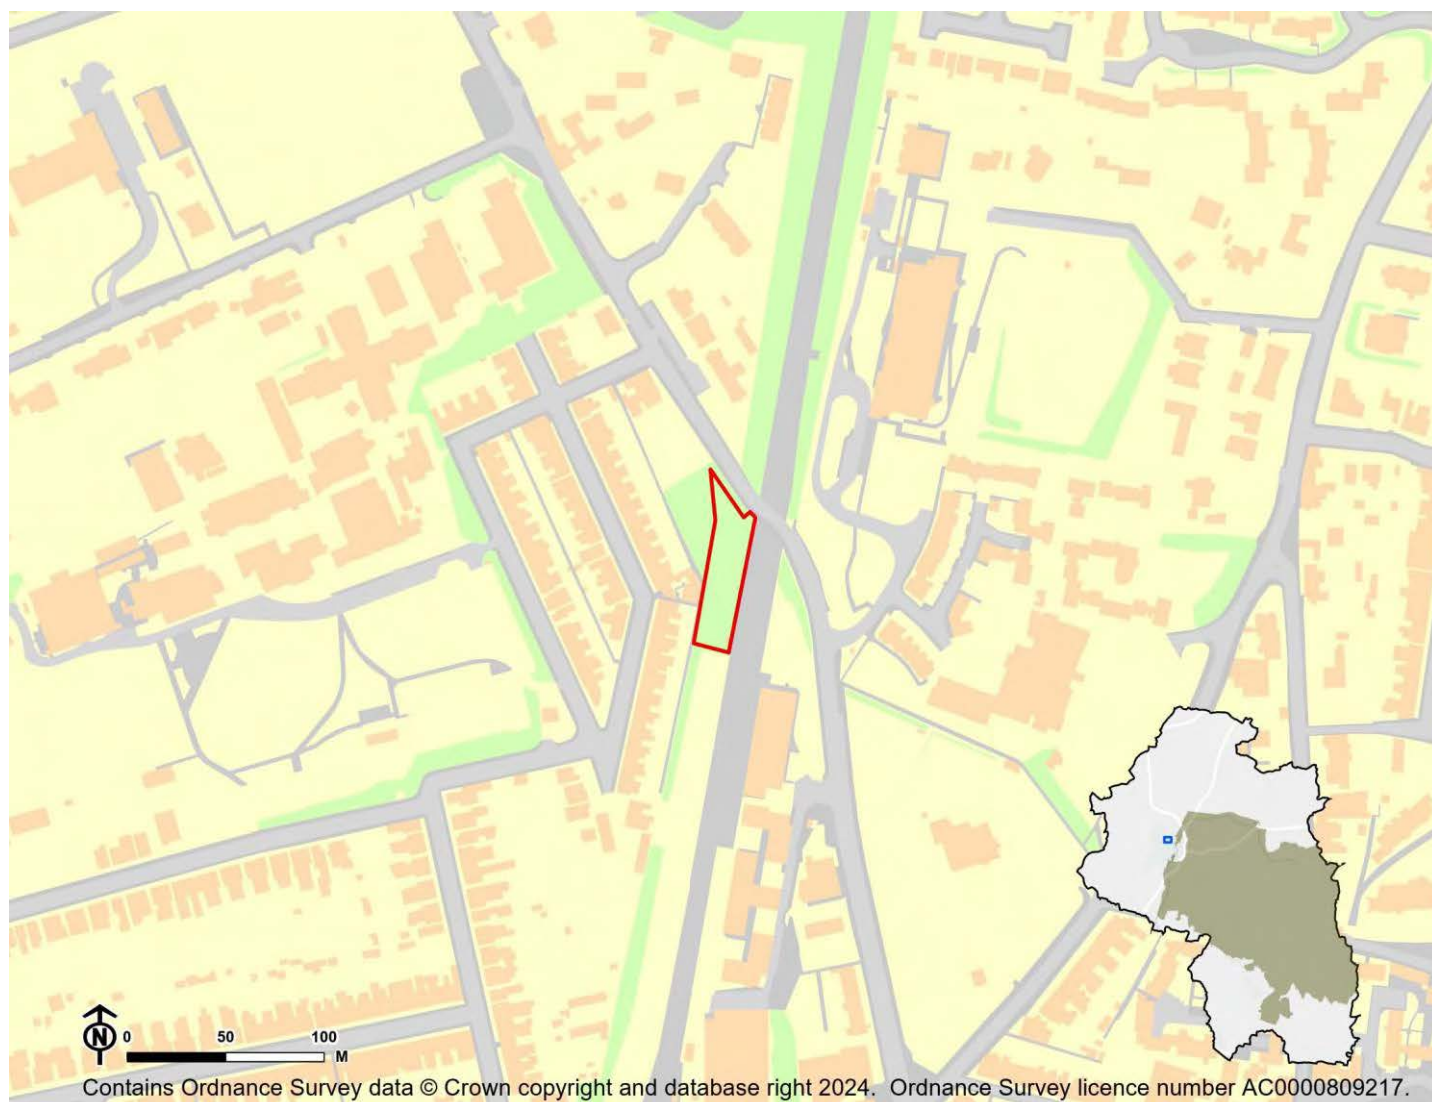 N
0 50 100
M
Contains Ordnance Survey data © Crown copyright and database right 2024. Ordnance Survey licence number AC0000809217.